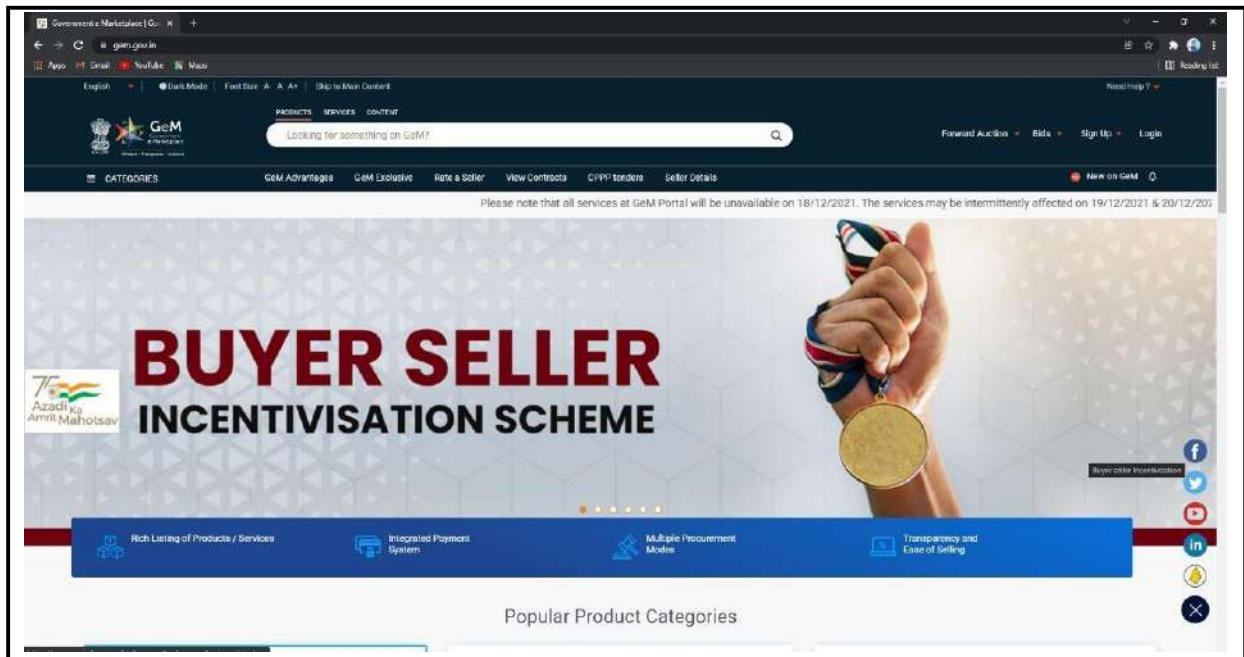 Government e Marketplace | Go
gem.gov.in
Apps Gmail YouTube Maps Reading list
English Dark Mode Font Size A- A A+ Skip to Main Content Need Help ?
PRODUCTS SERVICES CONTENT
GeM
Government
e Marketplace
Looking for something on GeM?
Forward Auction Bids Sign Up Login
CATEGORIES GeM Advantages GeM Exclusive Rate a Seller View Contracts CPPP tenders Seller Details New on GeM
Please note that all services at GeM Portal will be unavailable on 18/12/2021. The services may be intermittently affected on 19/12/2021 & 20/12/202
BUYER SELLER
INCENTIVISATION SCHEME
75
Azadi Ka
Amrit Mahotsav
Buyer seller Incentivisation
Rich Listing of Products / Services
Integrated Payment
System
Multiple Procurement
Modes
Transparency and
Ease of Selling
Popular Product Categories